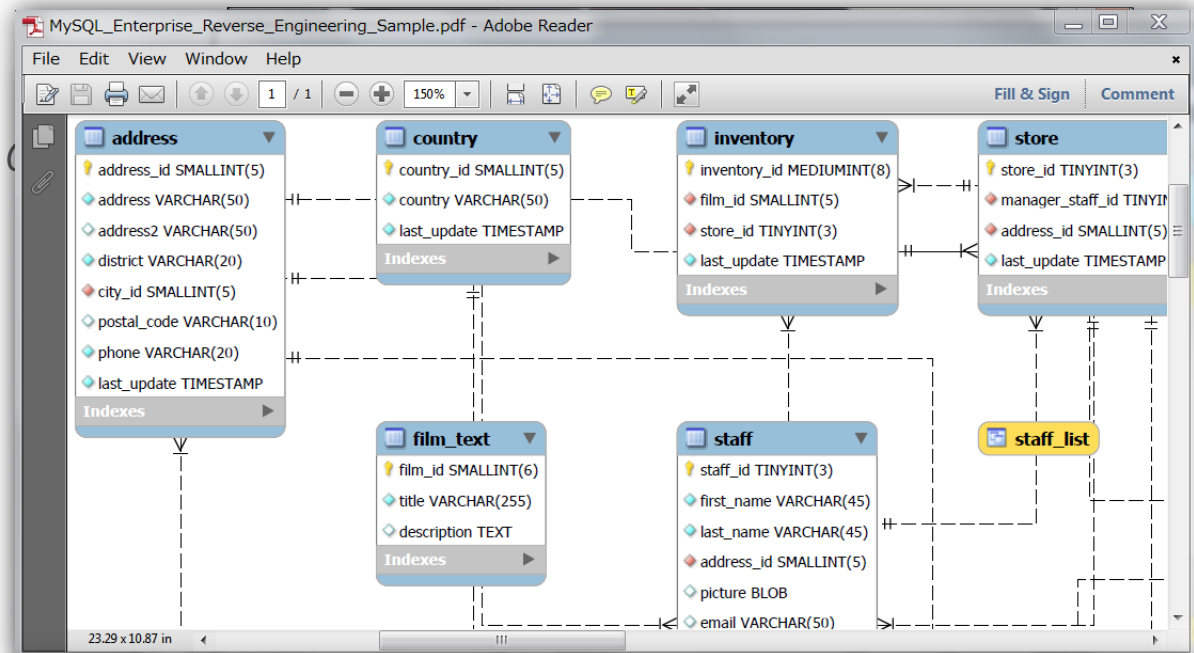 MySQL_Enterprise_Reverse_Engineering_Sample.pdf - Adobe Reader
File Edit View Window Help
1 / 1 150% Fill & Sign Comment
address
address_id SMALLINT(5)
address VARCHAR(50)
address2 VARCHAR(50)
district VARCHAR(20)
city_id SMALLINT(5)
postal_code VARCHAR(10)
phone VARCHAR(20)
last_update TIMESTAMP
Indexes
country
country_id SMALLINT(5)
country VARCHAR(50)
last_update TIMESTAMP
Indexes
inventory
inventory_id MEDIUMINT(8)
film_id SMALLINT(5)
store_id TINYINT(3)
last_update TIMESTAMP
Indexes
store
store_id TINYINT(3)
manager_staff_id TINYIN
address_id SMALLINT(5)
last_update TIMESTAMP
Indexes
film_text
film_id SMALLINT(6)
title VARCHAR(255)
description TEXT
Indexes
staff
staff_id TINYINT(3)
first_name VARCHAR(45)
last_name VARCHAR(45)
address_id SMALLINT(5)
picture BLOB
email VARCHAR(50)
staff_list
23.29 x 10.87 in